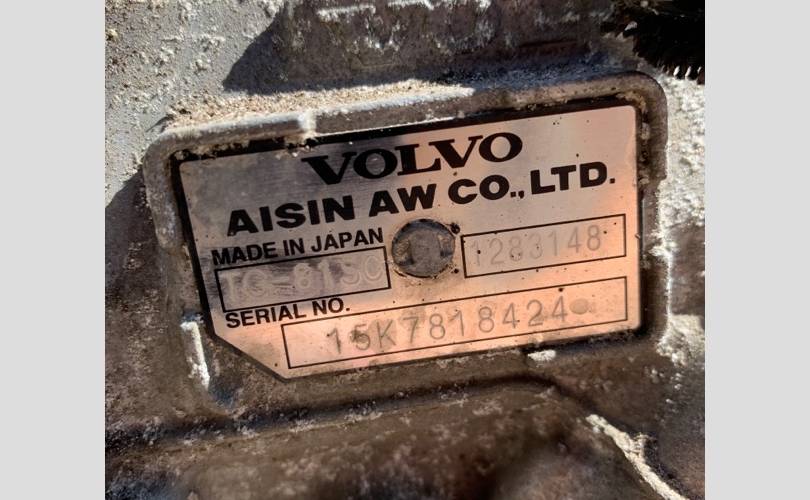 VOLVO
AISIN AW CO., LTD.
MADE IN JAPAN
TG-81SC 1283148
SERIAL NO.
15K7818424